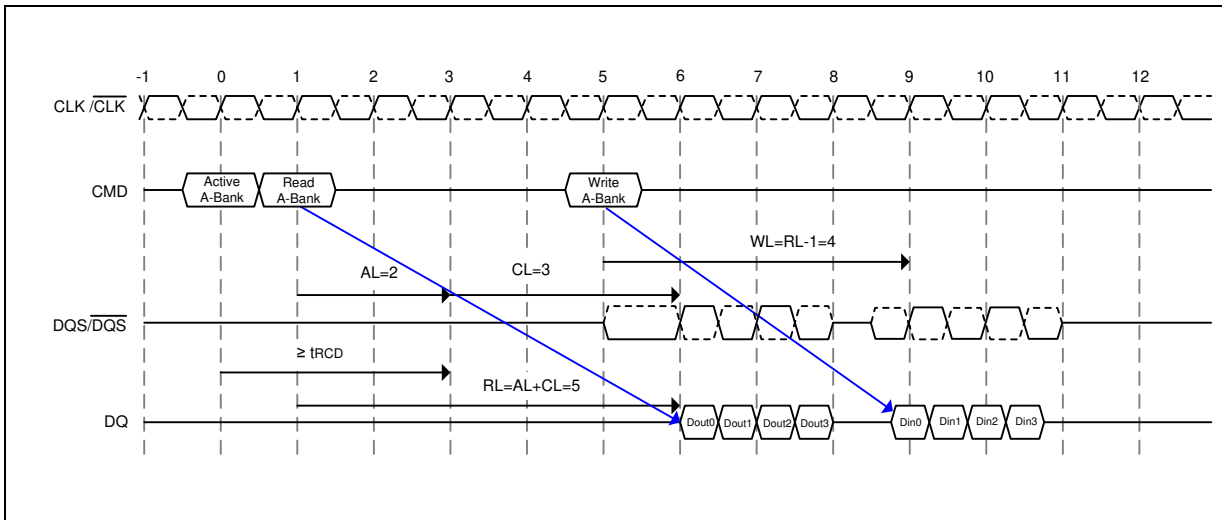 -1 0 1 2 3 4 5 6 7 8 9 10 11 12
CLK /CLK
CMD
Active
A-Bank
Read
A-Bank
Write
A-Bank
WL=RL-1=4
AL=2
CL=3
DQS/DQS
≥ tRCD
RL=AL+CL=5
DQ
Dout0 Dout1 Dout2 Dout3 Din0 Din1 Din2 Din3